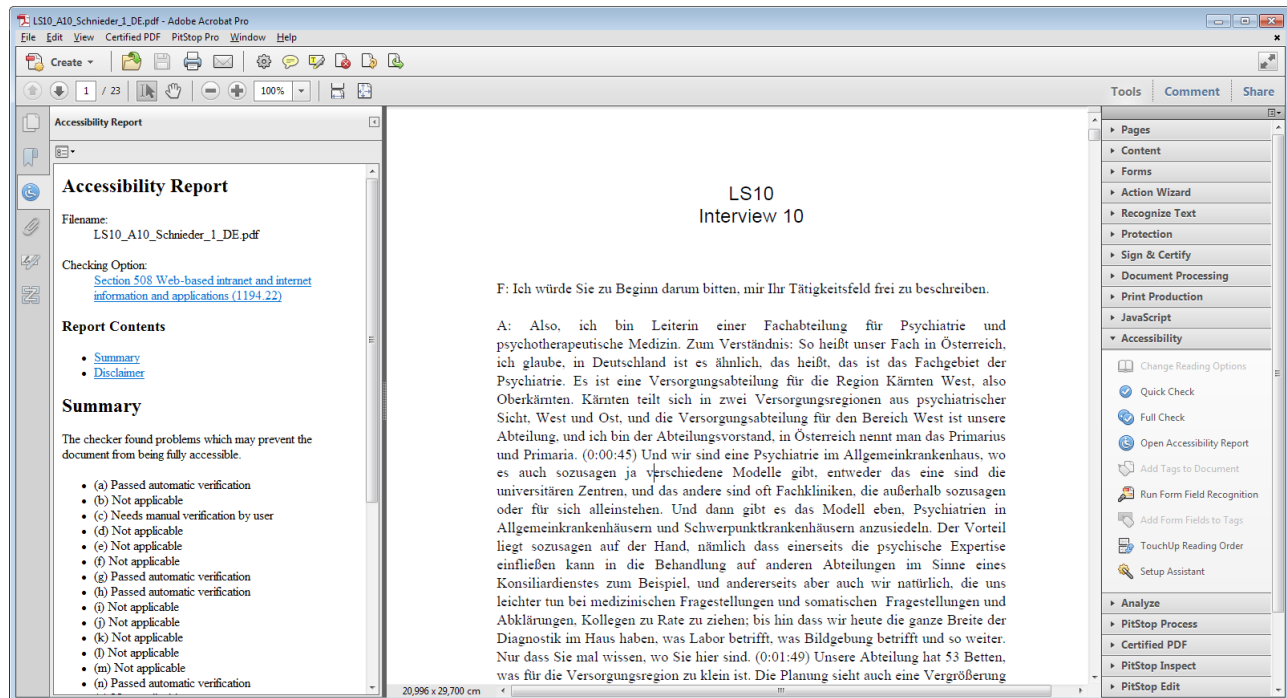 LS10_A10_Schnieder_1_DE.pdf - Adobe Acrobat Pro
File Edit View Certified PDF PitStop Pro Window Help
Create
1 / 23 100%
Tools Comment Share
Accessibility Report
Accessibility Report
Filename:
LS10_A10_Schnieder_1_DE.pdf
Checking Option:
Section 508 Web-based intranet and internet
information and applications (1194.22)
Report Contents
• Summary
• Disclaimer
Summary
The checker found problems which may prevent the
document from being fully accessible.
• (a) Passed automatic verification
• (b) Not applicable
• (c) Needs manual verification by user
• (d) Not applicable
• (e) Not applicable
• (f) Not applicable
• (g) Passed automatic verification
• (h) Passed automatic verification
• (i) Not applicable
• (j) Not applicable
• (k) Not applicable
• (l) Not applicable
• (m) Not applicable
• (n) Passed automatic verification
LS10
Interview 10
F: Ich würde Sie zu Beginn darum bitten, mir Ihr Tätigkeitsfeld frei zu beschreiben.
A: Also, ich bin Leiterin einer Fachabteilung für Psychiatrie und
psychotherapeutische Medizin. Zum Verständnis: So heißt unser Fach in Österreich,
ich glaube, in Deutschland ist es ähnlich, das heißt, das ist das Fachgebiet der
Psychiatrie. Es ist eine Versorgungsabteilung für die Region Kärnten West, also
Oberkärnten. Kärnten teilt sich in zwei Versorgungsregionen aus psychiatrischer
Sicht, West und Ost, und die Versorgungsabteilung für den Bereich West ist unsere
Abteilung, und ich bin der Abteilungsvorstand, in Österreich nennt man das Primarius
und Primaria. (0:00:45) Und wir sind eine Psychiatrie im Allgemeinkrankenhaus, wo
es auch sozusagen ja verschiedene Modelle gibt, entweder das eine sind die
universitären Zentren, und das andere sind oft Fachkliniken, die außerhalb sozusagen
oder für sich alleinstehen. Und dann gibt es das Modell eben, Psychiatrien in
Allgemeinkrankenhäusern und Schwerpunktkrankenhäusern anzusiedeln. Der Vorteil
liegt sozusagen auf der Hand, nämlich dass einerseits die psychische Expertise
einfließen kann in die Behandlung auf anderen Abteilungen im Sinne eines
Konsiliardienstes zum Beispiel, und andererseits aber auch wir natürlich, die uns
leichter tun bei medizinischen Fragestellungen und somatischen Fragestellungen und
Abklärungen, Kollegen zu Rate zu ziehen; bis hin dass wir heute die ganze Breite der
Diagnostik im Haus haben, was Labor betrifft, was Bildgebung betrifft und so weiter.
Nur dass Sie mal wissen, wo Sie hier sind. (0:01:49) Unsere Abteilung hat 53 Betten,
was für die Versorgungsregion zu klein ist. Die Planung sieht auch eine Vergrößerung
20,996 x 29,700 cm
Pages
Content
Forms
Action Wizard
Recognize Text
Protection
Sign & Certify
Document Processing
Print Production
JavaScript
Accessibility
Change Reading Options
Quick Check
Full Check
Open Accessibility Report
Add Tags to Document
Run Form Field Recognition
Add Form Fields to Tags
TouchUp Reading Order
Setup Assistant
Analyze
PitStop Process
Certified PDF
PitStop Inspect
PitStop Edit